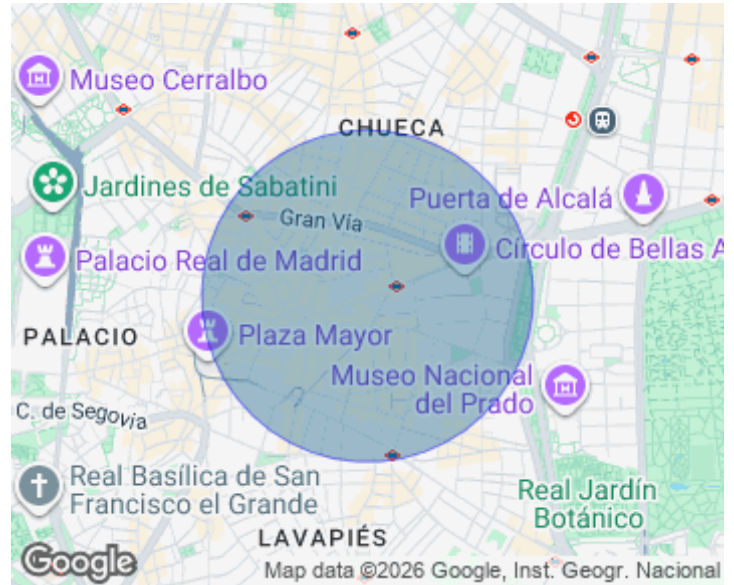 Museo Cerralbo
CHUECA
Jardines de Sabatini
Puerta de Alcalá
Gran Vía
Círculo de Bellas A
Palacio Real de Madrid
PALACIO
Plaza Mayor
Museo Nacional
del Prado
C. de Segovia
Real Basílica de San
Francisco el Grande
Real Jardín
Botánico
LAVAPIÉS
Google
Map data ©2026 Google, Inst. Geogr. Nacional